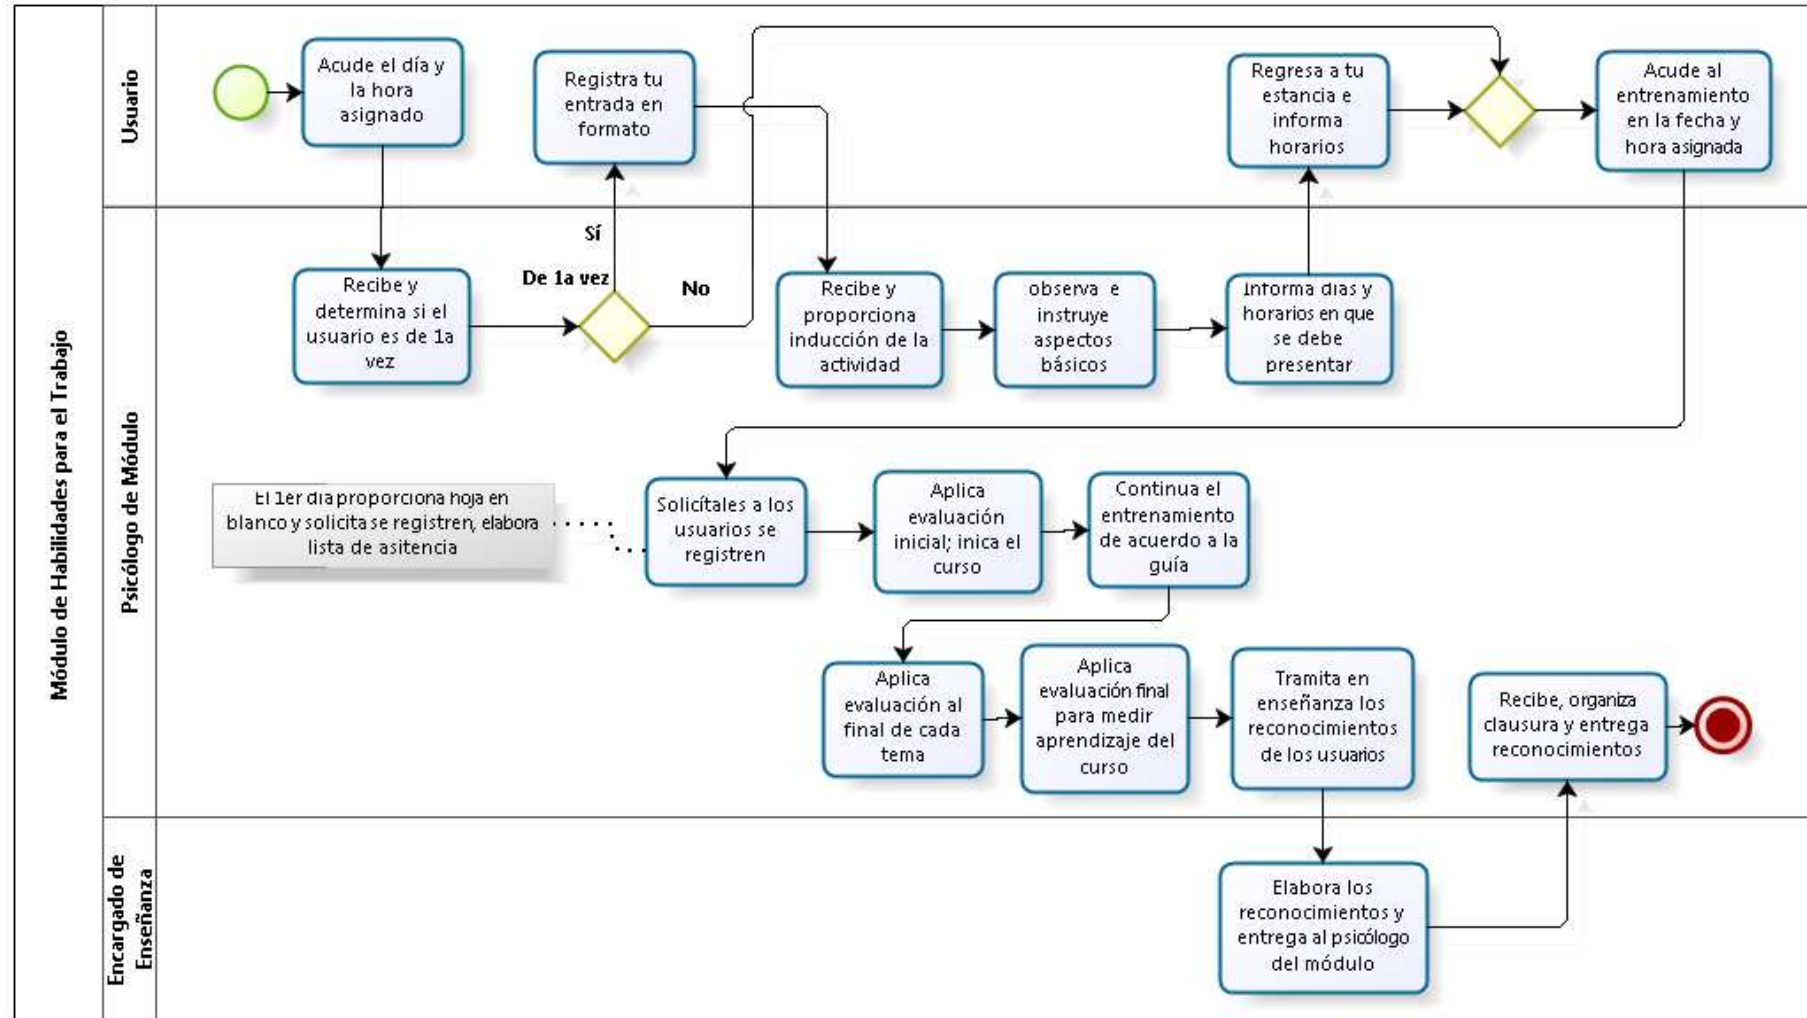 Módulo de Habilidades para el Trabajo
Usuario
Acude el día y
la hora
asignado
Registra tu
entrada en
formato
Regresa a tu
estancia e
informa
horarios
Acude al
entrenamiento
en la fecha y
hora asignada
Psicólogo de Módulo
Recibe y
determina si el
usuario es de 1a
vez
De 1a vez
Sí
No
Recibe y
proporciona
inducción de la
actividad
observa e
instruye
aspectos
básicos
Informa días y
horarios en que
se debe
presentar
El 1er día proporciona hoja en
blanco y solicita se registren, elabora
lista de asitencia
Solicítales a los
usuarios se
registren
Aplica
evaluación
inicial; inica el
curso
Continua el
entrenamiento
de acuerdo a la
guía
Aplica
evaluación al
final de cada
tema
Aplica
evaluación final
para medir
aprendizaje del
curso
Tramita en
enseñanza los
reconocimientos
de los usuarios
Recibe, organiza
clausura y entrega
reconocimientos
Encargado de
Enseñanza
Elabora los
reconocimientos y
entrega al psicólogo
del módulo